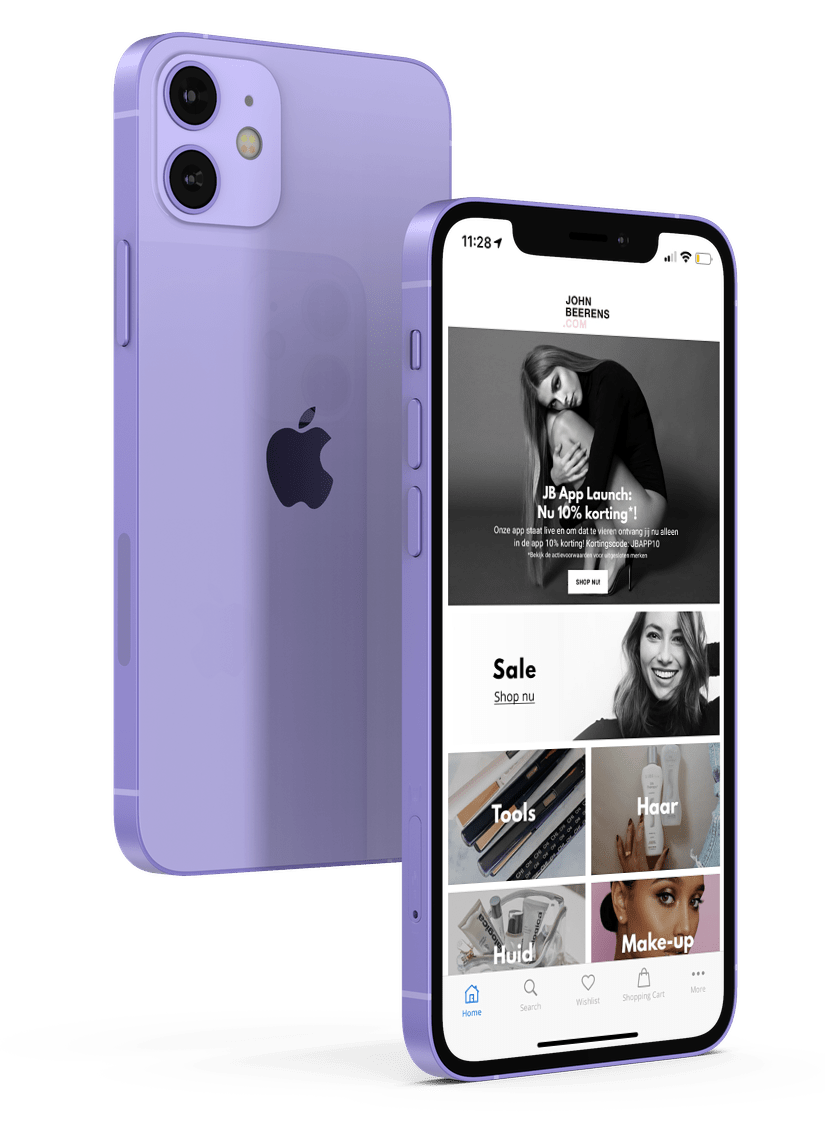 11:28
JOHN
BEERENS
.COM
JB App Launch:
Nu 10% korting*!
Onze app staat live en om dat te vieren ontvang jij nu alleen
in de app 10% korting! Kortingscode: JBAPP10
*Bekijk de actievoorwaarden voor uitgesloten merken
SHOP NU!
Sale
Shop nu
Tools
Haar
CHI
Huid
Make-up
Home
Search
Wishlist
Shopping Cart
More